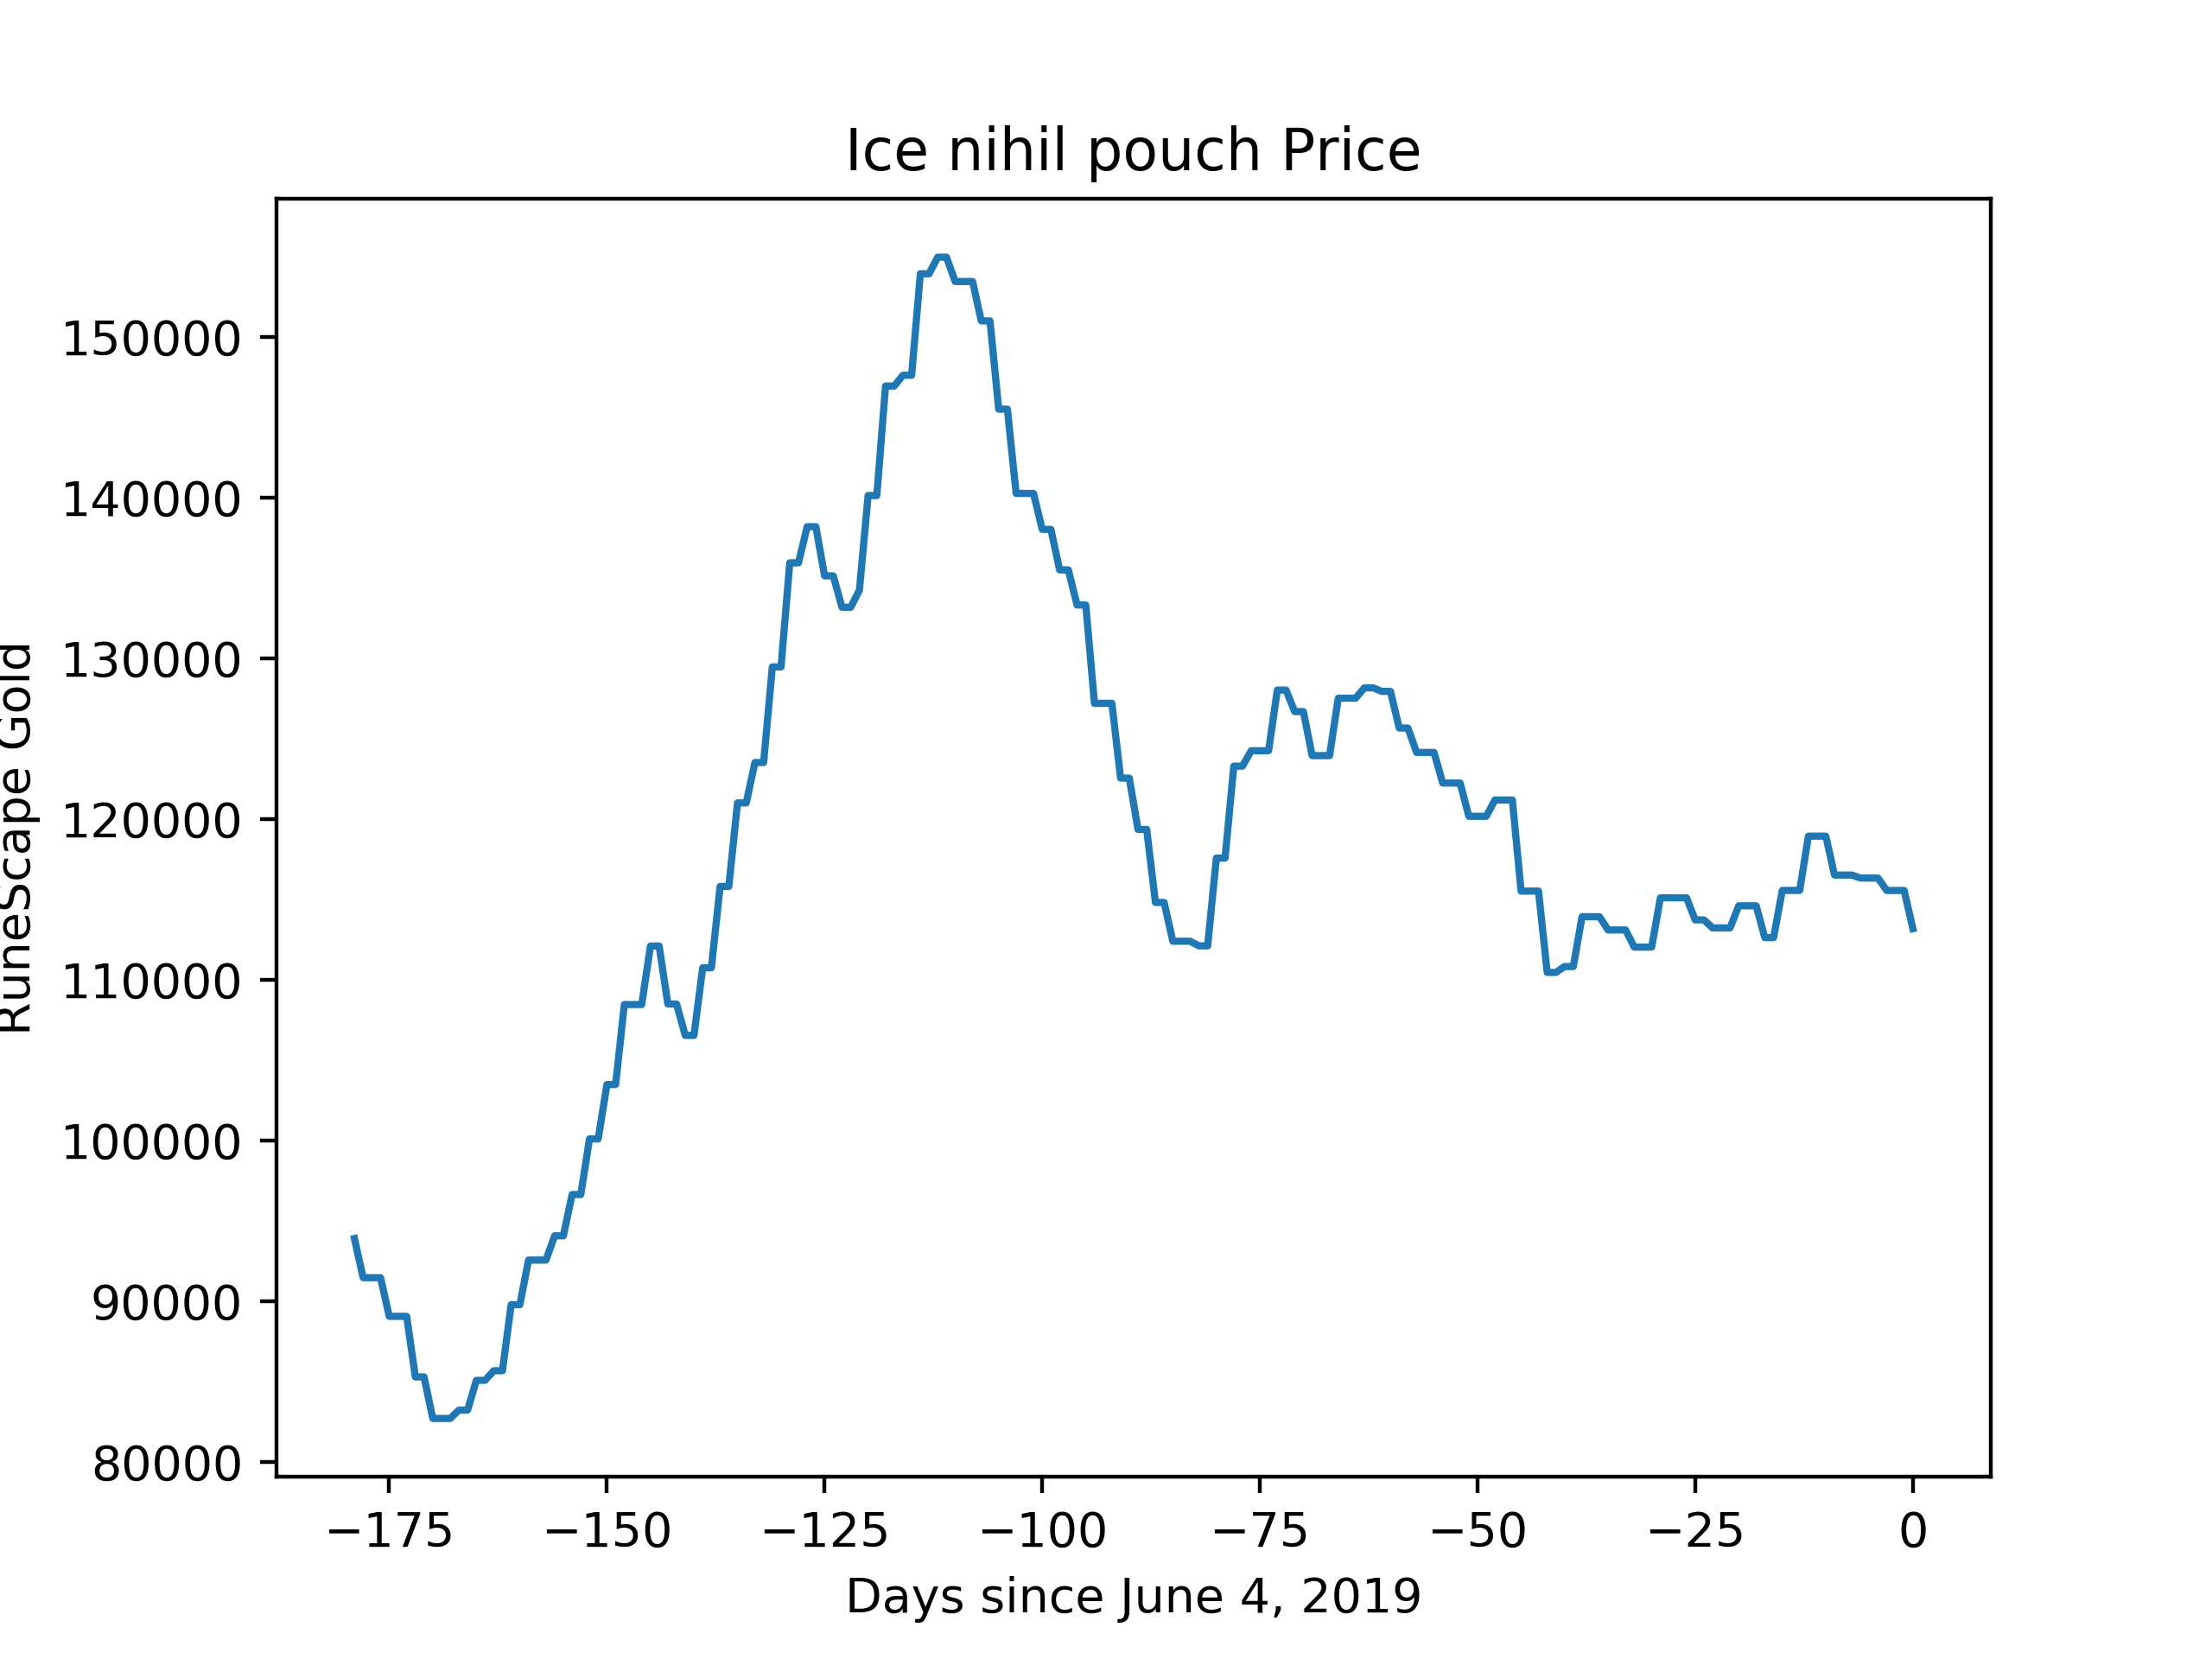 Ice nihil pouch Price
RuneScape Gold
150000
140000
130000
120000
110000
100000
90000
80000
−175 −150 −125 −100 −75 −50 −25 0
Days since June 4, 2019